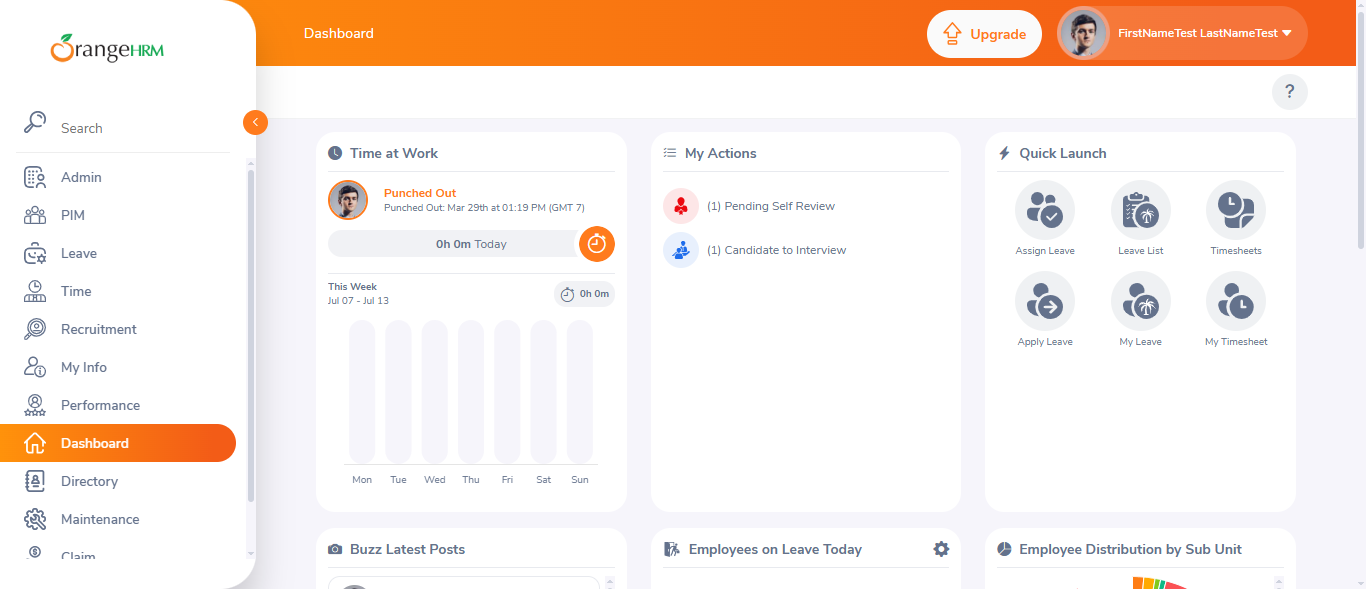 OrangeHRM
Dashboard
Upgrade
FirstNameTest LastNameTest
?
Search
Admin
PIM
Leave
Time
Recruitment
My Info
Performance
Dashboard
Directory
Maintenance
Claim
Time at Work
Punched Out
Punched Out: Mar 29th at 01:19 PM (GMT 7)
0h 0m Today
This Week
Jul 07 - Jul 13
0h 0m
Mon Tue Wed Thu Fri Sat Sun
My Actions
(1) Pending Self Review
(1) Candidate to Interview
Quick Launch
Assign Leave Leave List Timesheets
Apply Leave My Leave My Timesheet
Buzz Latest Posts
Employees on Leave Today
Employee Distribution by Sub Unit